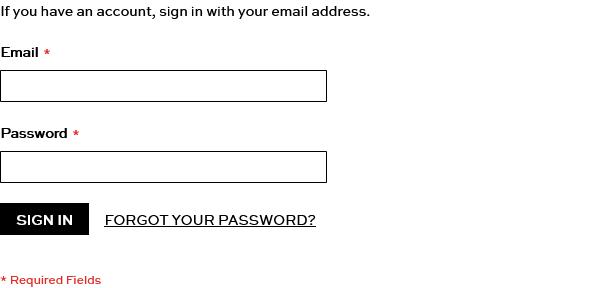 If you have an account, sign in with your email address.
Email *
Password *
SIGN IN FORGOT YOUR PASSWORD?
* Required Fields